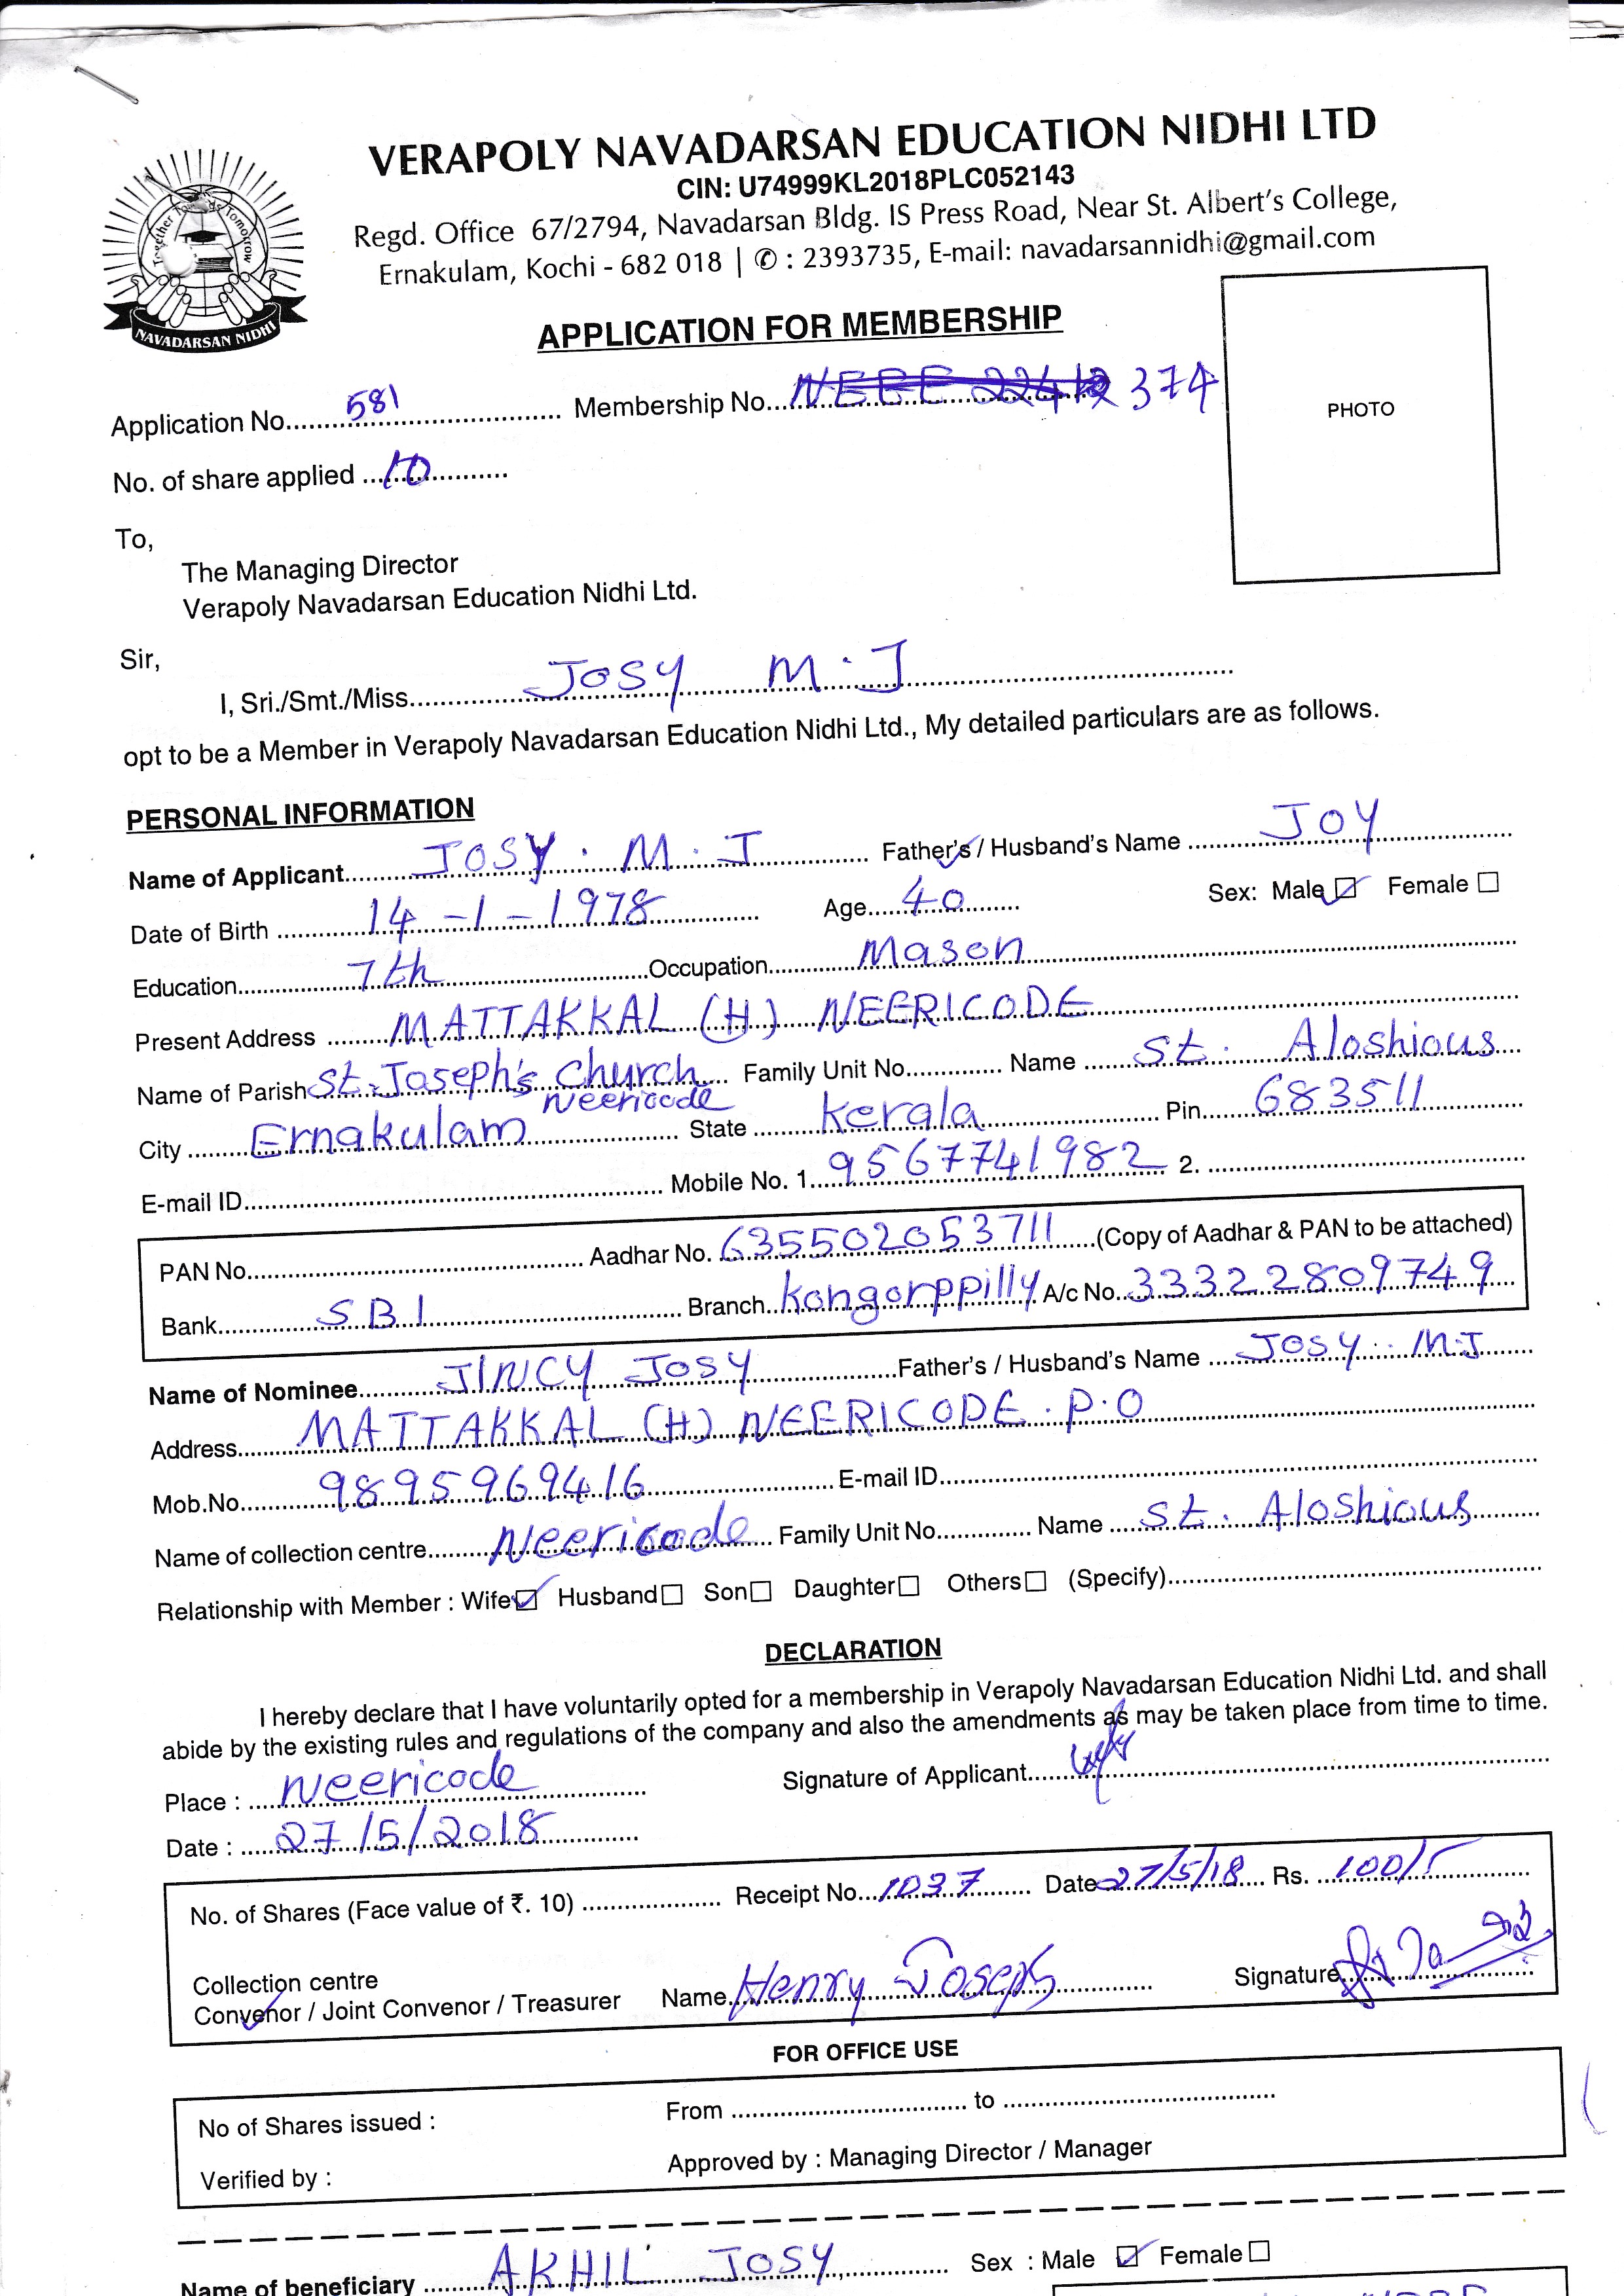 VERAPOLY NAVADARSAN EDUCATION NIDHI LTD
CIN: U74999KL2018PLC052143
Regd. Office 67/2794, Navadarsan Bldg. IS Press Road, Near St. Albert's College,
Ernakulam, Kochi - 682 018 | ✆ : 2393735, E-mail: navadarsannidhi@gmail.com
Together Towards Tomorrow
NAVADARSAN NIDHI
APPLICATION FOR MEMBERSHIP
PHOTO
Application No. 581 Membership No. 374
No. of share applied 10
To,
The Managing Director
Verapoly Navadarsan Education Nidhi Ltd.
Sir,
I, Sri./Smt./Miss. Josy M.J
opt to be a Member in Verapoly Navadarsan Education Nidhi Ltd., My detailed particulars are as follows.
PERSONAL INFORMATION
Name of Applicant JOSY. M. J Father's / Husband's Name JOY
Date of Birth 14-1-1978 Age 40 Sex: Male ☑ Female ☐
Education 7th Occupation Mason
Present Address MATTAKKAL (H) NEERICODE
Name of Parish St. Joseph's Church Neericode Family Unit No. Name St. Aloshious
City Ernakulam State Kerala Pin 683511
E-mail ID Mobile No. 1. 9567741982 2.
PAN No. Aadhar No. 635502053711 (Copy of Aadhar & PAN to be attached)
Bank SBI Branch Kongorppilly A/c No. 33322809749
Name of Nominee JINCY JOSY Father's / Husband's Name JOSY. M.J
Address MATTAKKAL (H) NEERICODE. P.O
Mob.No. 9895969416 E-mail ID
Name of collection centre Neericode Family Unit No. Name St. Aloshious
Relationship with Member : Wife ☑ Husband ☐ Son ☐ Daughter ☐ Others ☐ (Specify)
DECLARATION
I hereby declare that I have voluntarily opted for a membership in Verapoly Navadarsan Education Nidhi Ltd. and shall
abide by the existing rules and regulations of the company and also the amendments as may be taken place from time to time.
Place : Neericode Signature of Applicant
Date : 27/5/2018
No. of Shares (Face value of ₹. 10) Receipt No. 1037 Date 27/5/18 Rs. 100/-
Collection centre
Convenor / Joint Convenor / Treasurer Name Henry Joseph Signature
FOR OFFICE USE
No of Shares issued : From to
Verified by : Approved by : Managing Director / Manager
Name of beneficiary AKHIL JOSY Sex : Male ☑ Female ☐